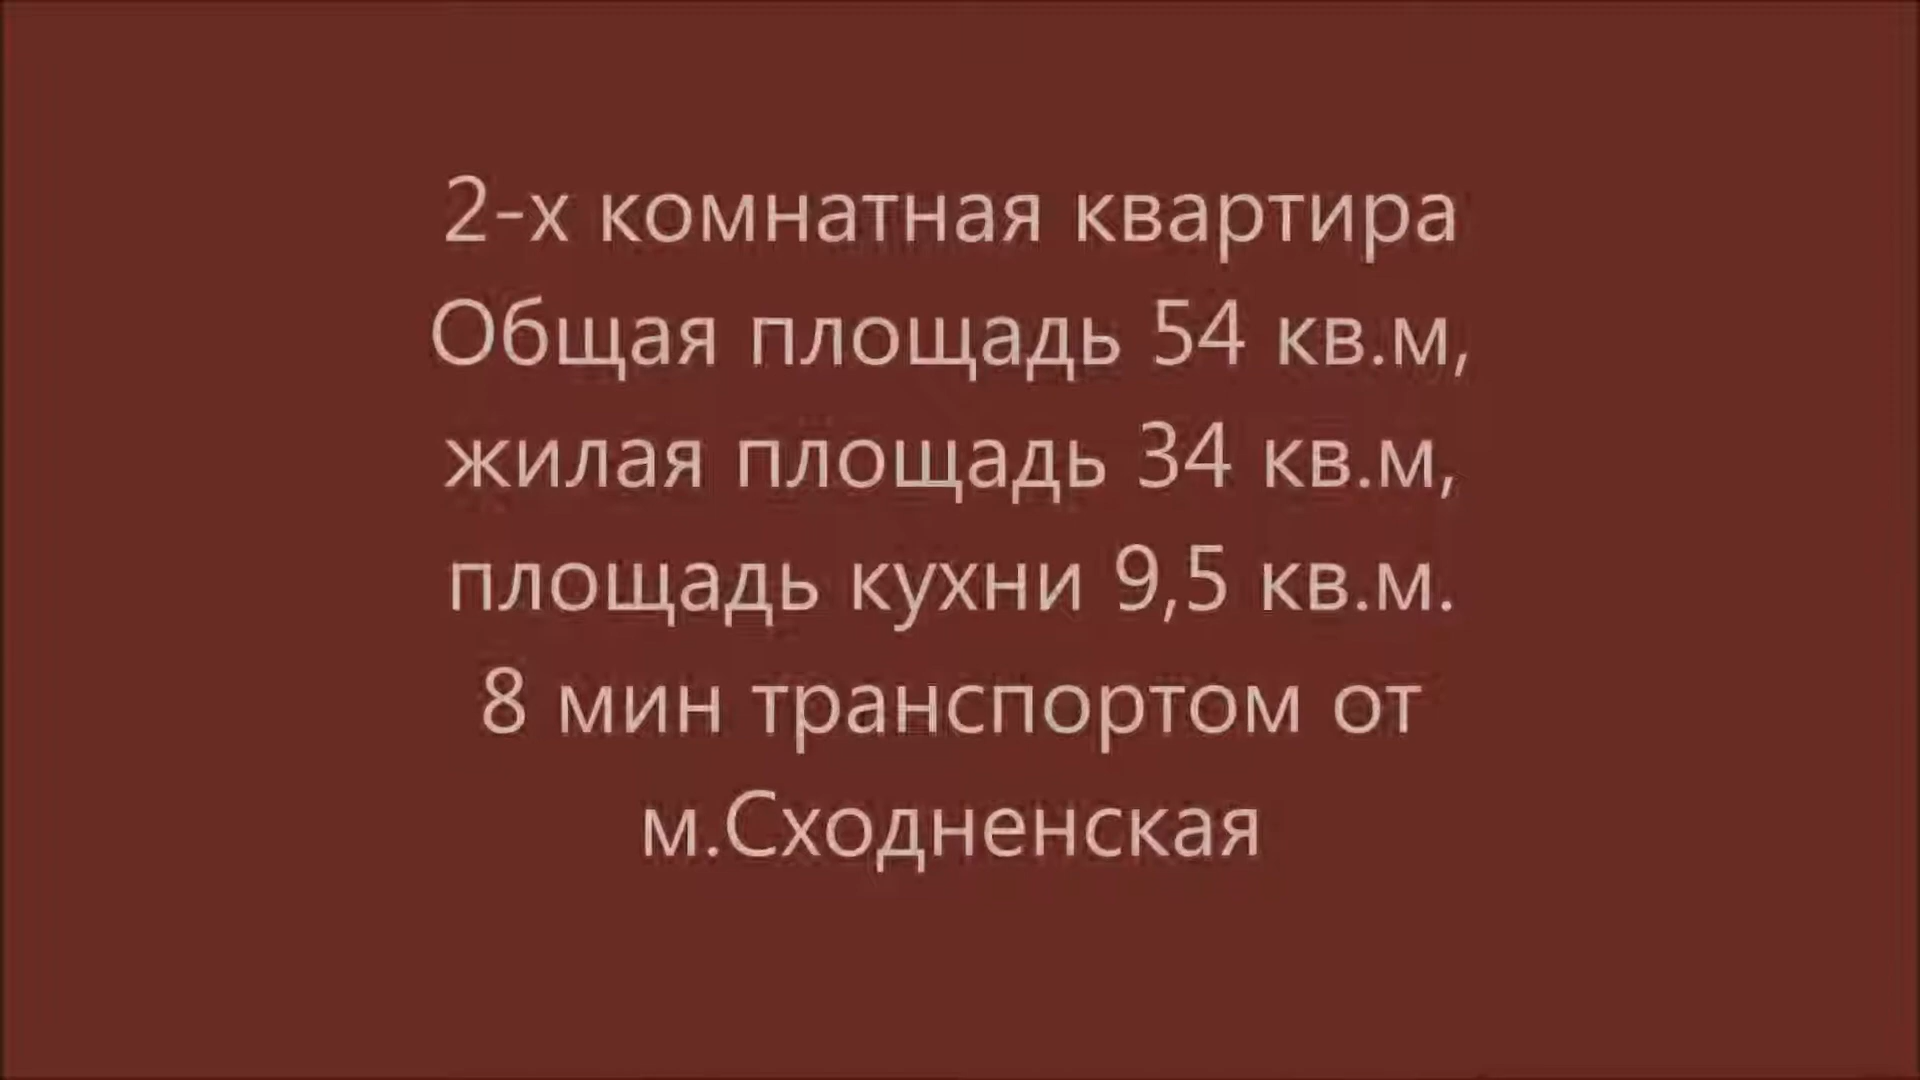 2-х комнатная квартира
Общая площадь 54 кв.м,
жилая площадь 34 кв.м,
площадь кухни 9,5 кв.м.
8 мин транспортом от
м.Сходненская